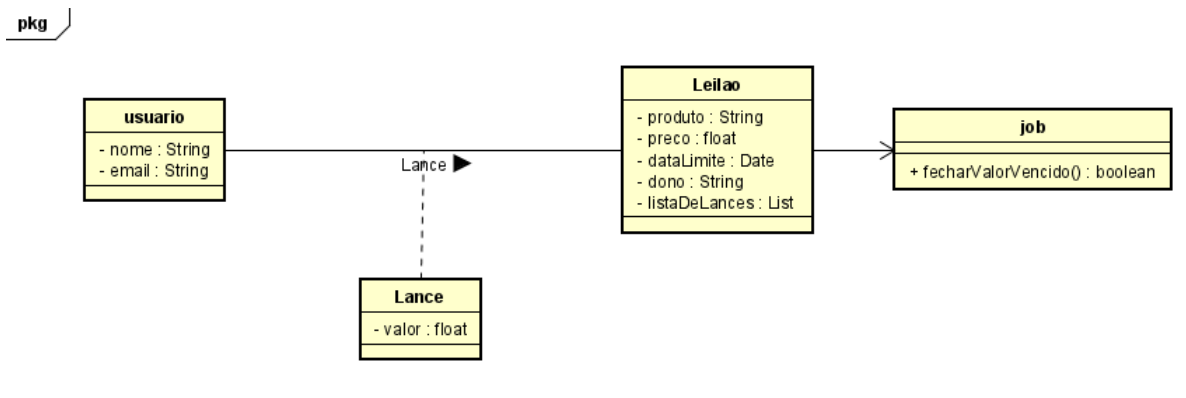 pkg
usuario
- nome : String
- email : String
Lance
Leilao
- produto : String
- preco : float
- dataLimite : Date
- dono : String
- listaDeLances : List
job
+ fecharValorVencido() : boolean
Lance
- valor : float